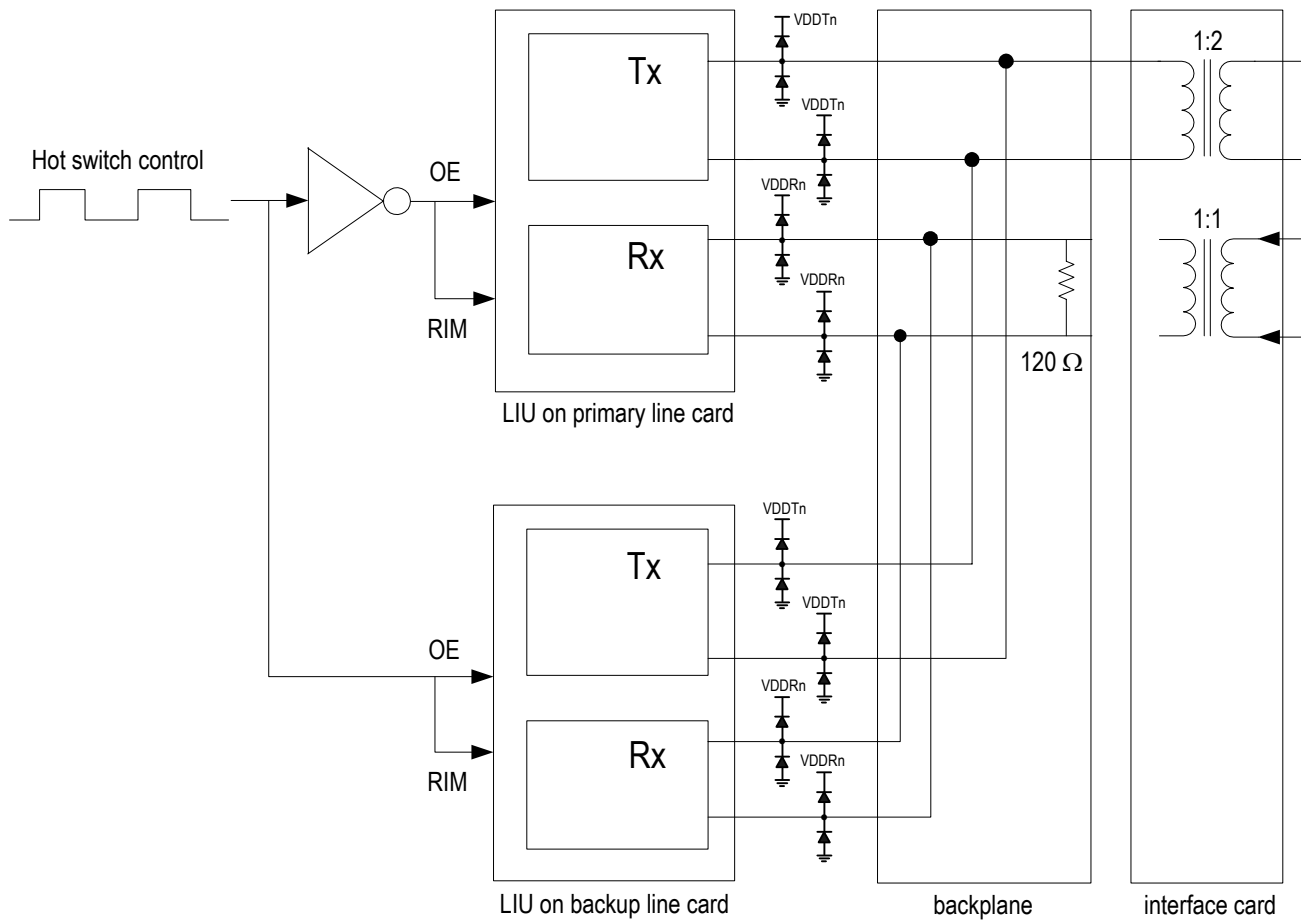 VDDTn
1:2
Tx
VDDTn
Hot switch control
OE
VDDRn
1:1
Rx
VDDRn
RIM
120 Ω
LIU on primary line card
VDDTn
Tx
VDDTn
OE
VDDRn
Rx
VDDRn
RIM
LIU on backup line card
backplane
interface card